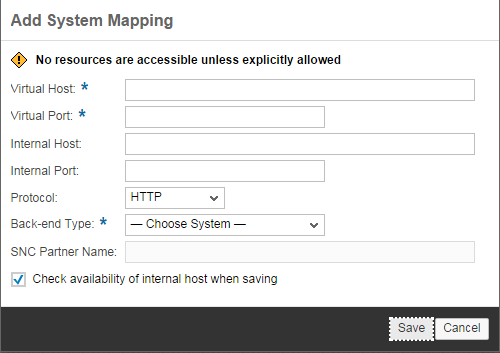 Add System Mapping
No resources are accessible unless explicitly allowed
Virtual Host: *
Virtual Port: *
Internal Host:
Internal Port:
Protocol: HTTP
Back-end Type: * — Choose System —
SNC Partner Name:
Check availability of internal host when saving
Save Cancel